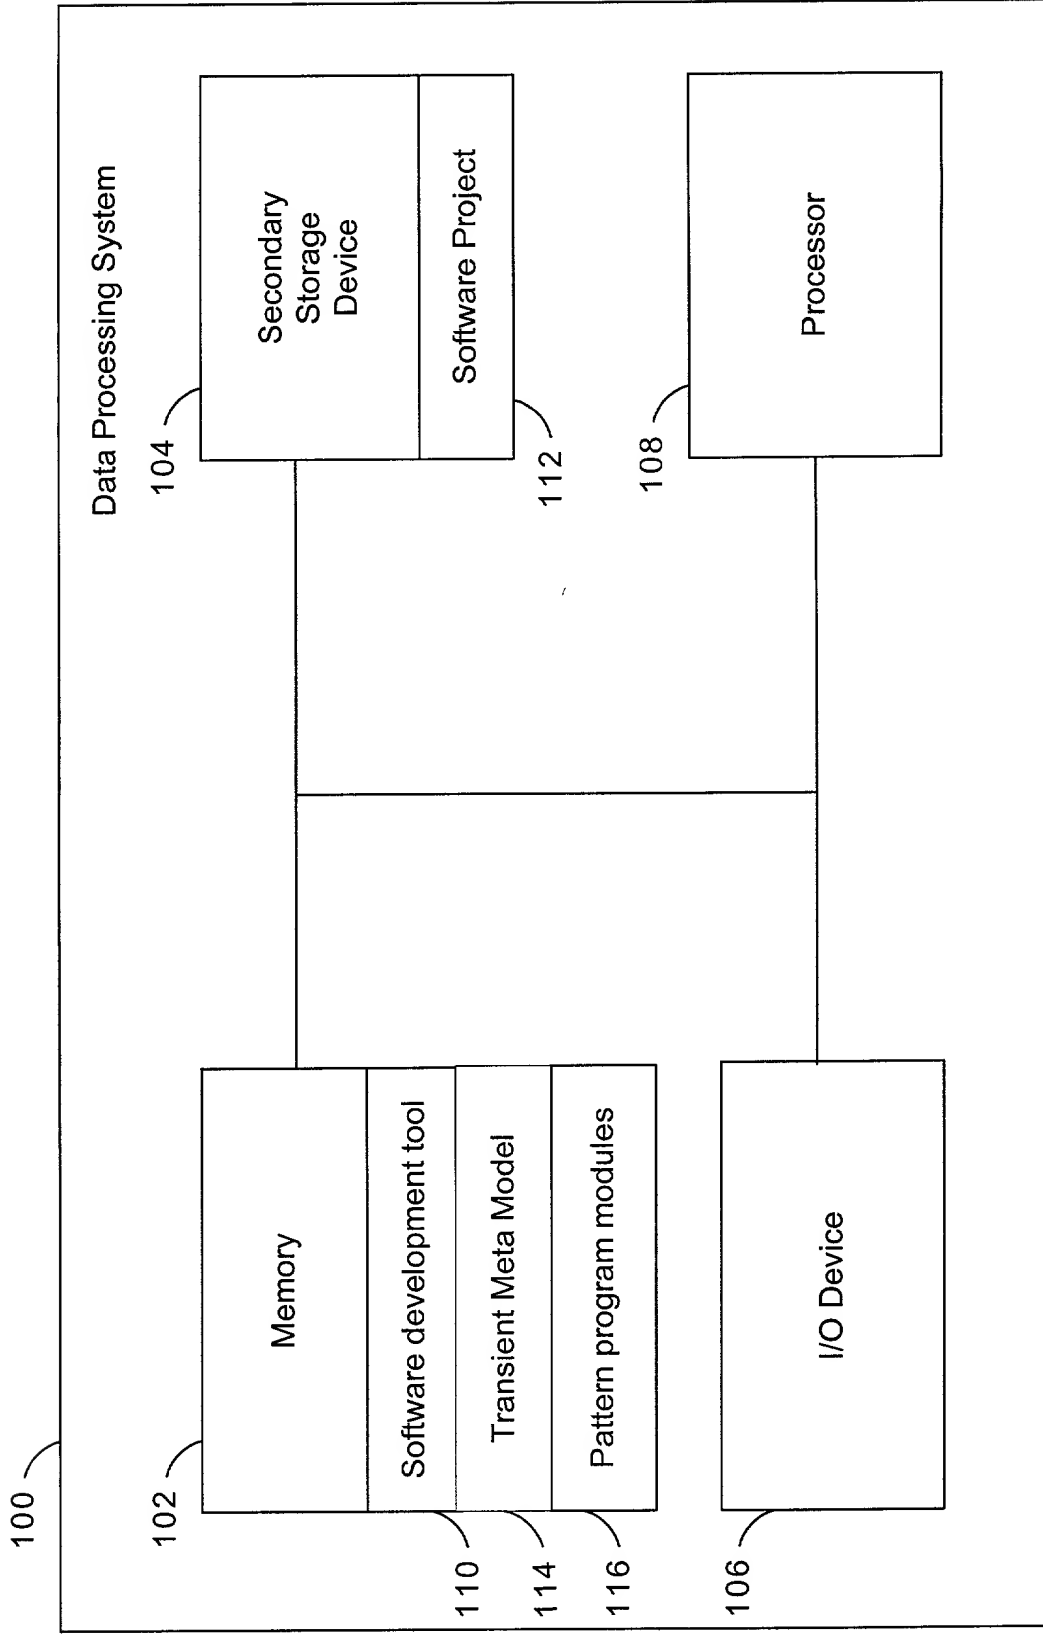 100
Data Processing System
102
Memory
Software development tool
110
Transient Meta Model
114
Pattern program modules
116
104
Secondary
Storage
Device
Software Project
112
106
I/O Device
108
Processor